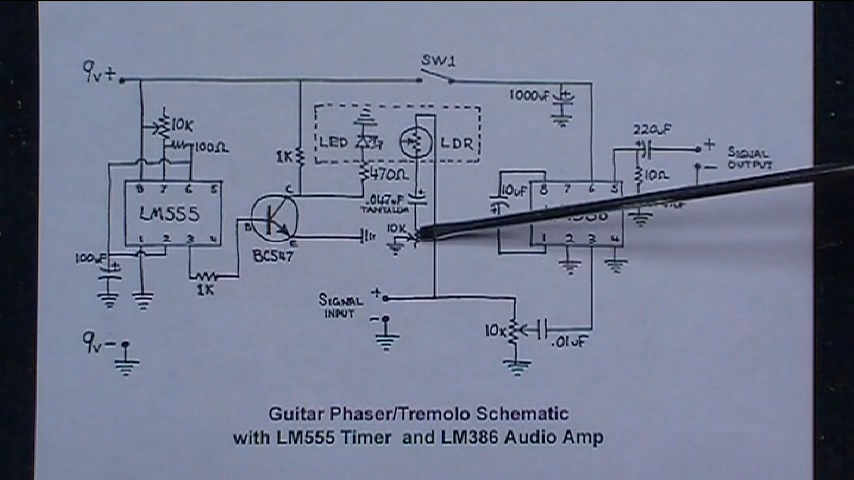 9v+
SW1
1000uF
+
10K
100Ω
LED
LDR
220uF
+
+
SIGNAL
OUTPUT
-
1K
470Ω
10Ω
8 7 6 5
LM555
1 2 3 4
C
B
E
BC547
.047uF
TANTALUM
+
10K
10uF
+
8 7 6 5
1 2 3 4
100uF
+
1K
SIGNAL
INPUT
+
-
10K
.01uF
9v-
Guitar Phaser/Tremolo Schematic
with LM555 Timer and LM386 Audio Amp